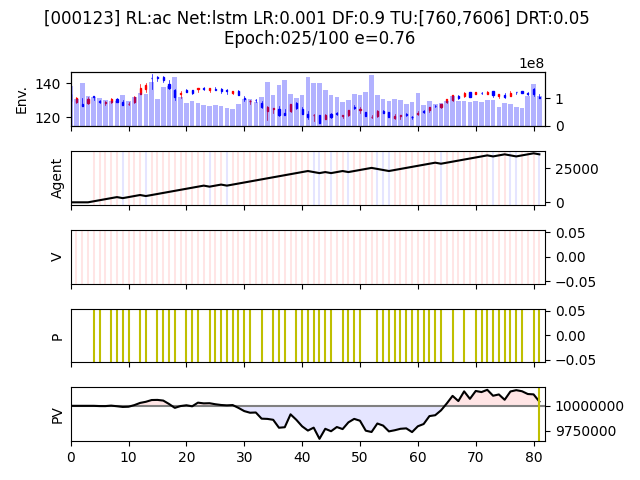 [000123] RL:ac Net:lstm LR:0.001 DF:0.9 TU:[760,7606] DRT:0.05
Epoch:025/100 e=0.76
1e8
Env.
140
120
1
0
Agent
25000
0
V
0.05
0.00
−0.05
P
0.05
0.00
−0.05
PV
10000000
9750000
0 10 20 30 40 50 60 70 80